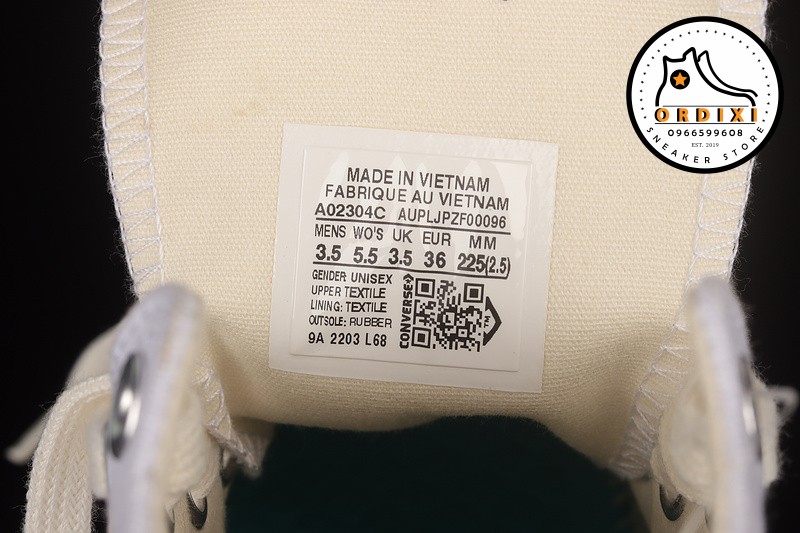 MADE IN VIETNAM
FABRIQUE AU VIETNAM
A02304C AUPLJPZF00096
MENS WO'S UK EUR MM
3.5 5.5 3.5 36 225(2.5)
GENDER: UNISEX
UPPER: TEXTILE
LINING: TEXTILE
OUTSOLE: RUBBER
9A 2203 L68
CONVERSE
ORDIXI
0966599608
EST. 2019
SNEAKER STORE